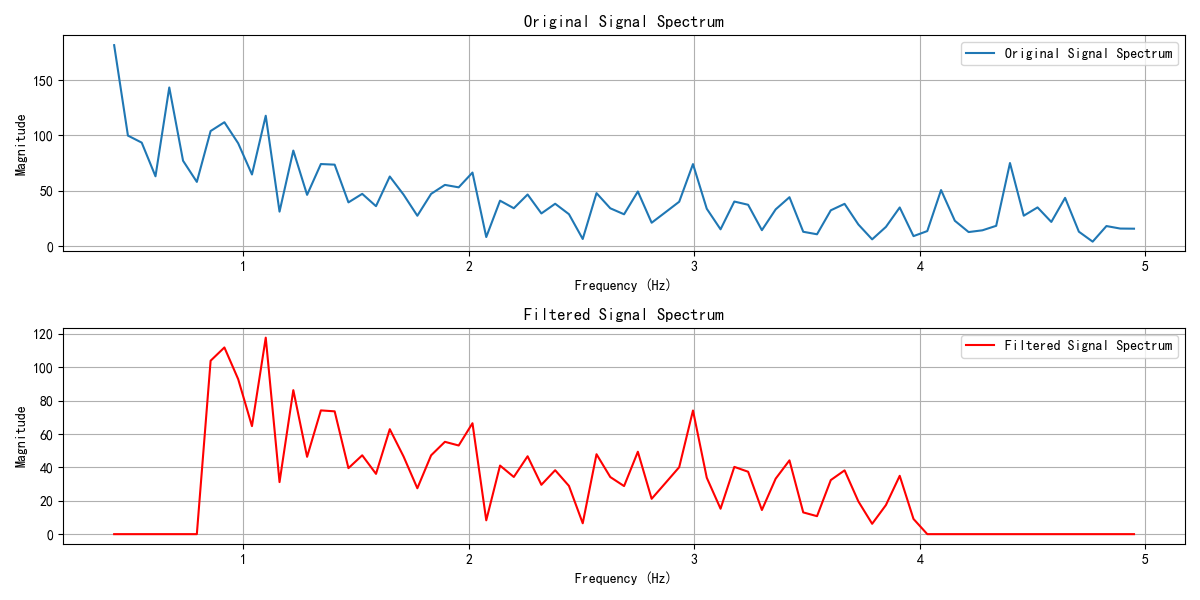 Original Signal Spectrum
Original Signal Spectrum
Magnitude
150
100
50
0
1 2 3 4 5
Frequency (Hz)
Filtered Signal Spectrum
Filtered Signal Spectrum
Magnitude
120
100
80
60
40
20
0
1 2 3 4 5
Frequency (Hz)